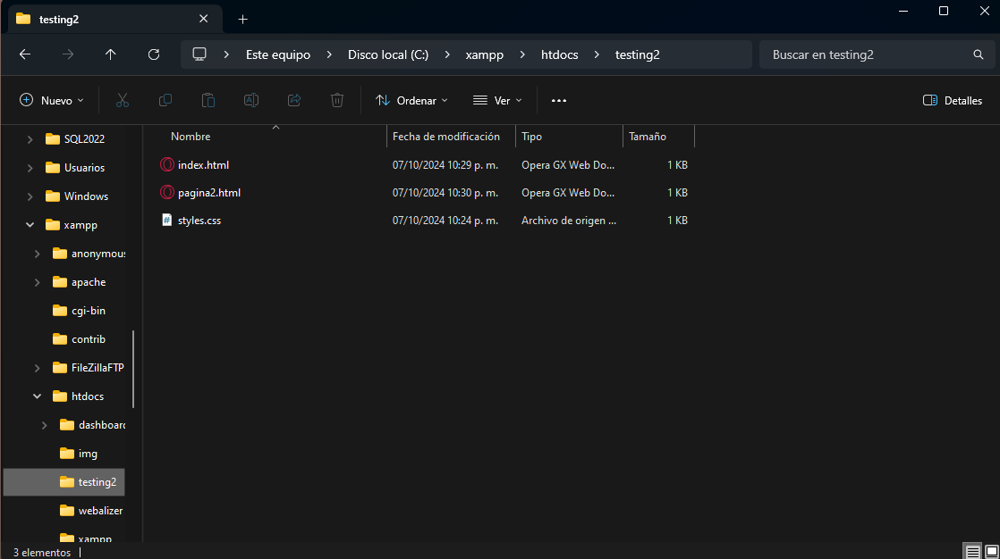 testing2
Este equipo > Disco local (C:) > xampp > htdocs > testing2
Buscar en testing2
Nuevo
Ordenar
Ver
Detalles
SQL2022
Usuarios
Windows
xampp
anonymou
apache
cgi-bin
contrib
FileZillaFTP
htdocs
dashboar
img
testing2
webalizer
xampp
Nombre Fecha de modificación Tipo Tamaño
index.html 07/10/2024 10:29 p. m. Opera GX Web Do... 1 KB
pagina2.html 07/10/2024 10:30 p. m. Opera GX Web Do... 1 KB
styles.css 07/10/2024 10:24 p. m. Archivo de origen ... 1 KB
3 elementos